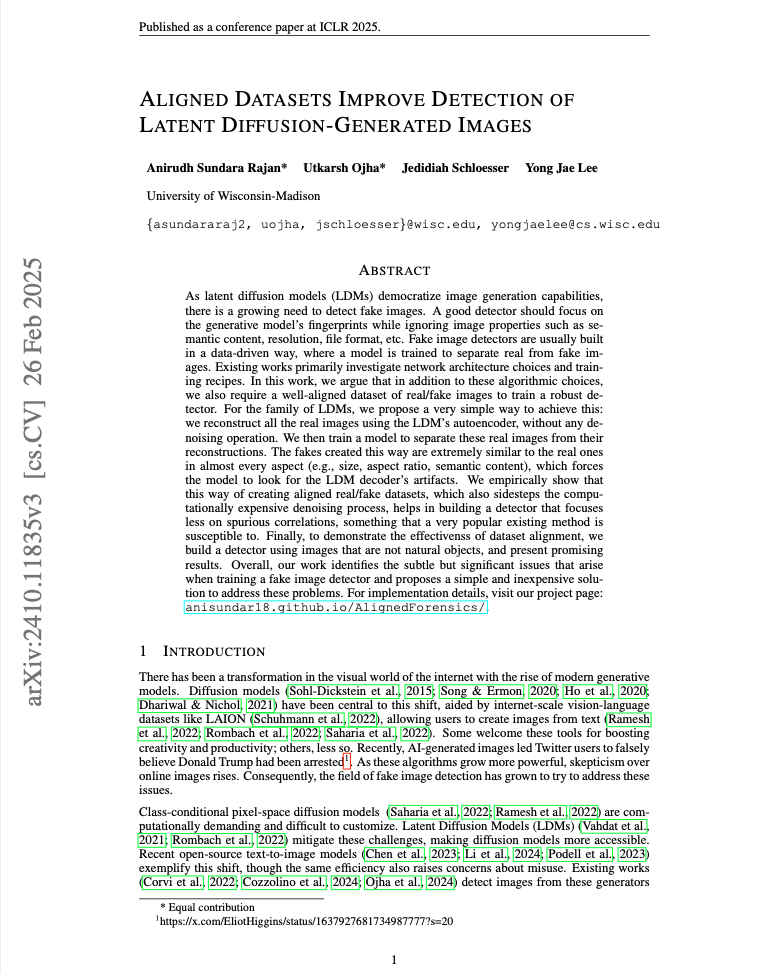 Published as a conference paper at ICLR 2025.
ALIGNED DATASETS IMPROVE DETECTION OF
LATENT DIFFUSION-GENERATED IMAGES
Anirudh Sundara Rajan* Utkarsh Ojha* Jedidiah Schloesser Yong Jae Lee
University of Wisconsin-Madison
{asundararaj2, uojha, jschloesser}@wisc.edu, yongjaelee@cs.wisc.edu
ABSTRACT
As latent diffusion models (LDMs) democratize image generation capabilities,
there is a growing need to detect fake images. A good detector should focus on
the generative model's fingerprints while ignoring image properties such as se-
mantic content, resolution, file format, etc. Fake image detectors are usually built
in a data-driven way, where a model is trained to separate real from fake im-
ages. Existing works primarily investigate network architecture choices and train-
ing recipes. In this work, we argue that in addition to these algorithmic choices,
we also require a well-aligned dataset of real/fake images to train a robust de-
tector. For the family of LDMs, we propose a very simple way to achieve this:
we reconstruct all the real images using the LDM's autoencoder, without any de-
noising operation. We then train a model to separate these real images from their
reconstructions. The fakes created this way are extremely similar to the real ones
in almost every aspect (e.g., size, aspect ratio, semantic content), which forces
the model to look for the LDM decoder's artifacts. We empirically show that
this way of creating aligned real/fake datasets, which also sidesteps the compu-
tationally expensive denoising process, helps in building a detector that focuses
less on spurious correlations, something that a very popular existing method is
susceptible to. Finally, to demonstrate the effectivenss of dataset alignment, we
build a detector using images that are not natural objects, and present promising
results. Overall, our work identifies the subtle but significant issues that arise
when training a fake image detector and proposes a simple and inexpensive solu-
tion to address these problems. For implementation details, visit our project page:
anisundar18.github.io/AlignedForensics/.
1 INTRODUCTION
There has been a transformation in the visual world of the internet with the rise of modern generative
models. Diffusion models (Sohl-Dickstein et al., 2015; Song & Ermon, 2020; Ho et al., 2020;
Dhariwal & Nichol, 2021) have been central to this shift, aided by internet-scale vision-language
datasets like LAION (Schuhmann et al., 2022), allowing users to create images from text (Ramesh
et al., 2022; Rombach et al., 2022; Saharia et al., 2022). Some welcome these tools for boosting
creativity and productivity; others, less so. Recently, AI-generated images led Twitter users to falsely
believe Donald Trump had been arrested1. As these algorithms grow more powerful, skepticism over
online images rises. Consequently, the field of fake image detection has grown to try to address these
issues.
Class-conditional pixel-space diffusion models (Saharia et al., 2022; Ramesh et al., 2022) are com-
putationally demanding and difficult to customize. Latent Diffusion Models (LDMs) (Vahdat et al.,
2021; Rombach et al., 2022) mitigate these challenges, making diffusion models more accessible.
Recent open-source text-to-image models (Chen et al., 2023; Li et al., 2024; Podell et al., 2023)
exemplify this shift, though the same efficiency also raises concerns about misuse. Existing works
(Corvi et al., 2022; Cozzolino et al., 2024; Ojha et al., 2024) detect images from these generators
* Equal contribution
1https://x.com/EliotHiggins/status/1637927681734987777?s=20
1
arXiv:2410.11835v3 [cs.CV] 26 Feb 2025